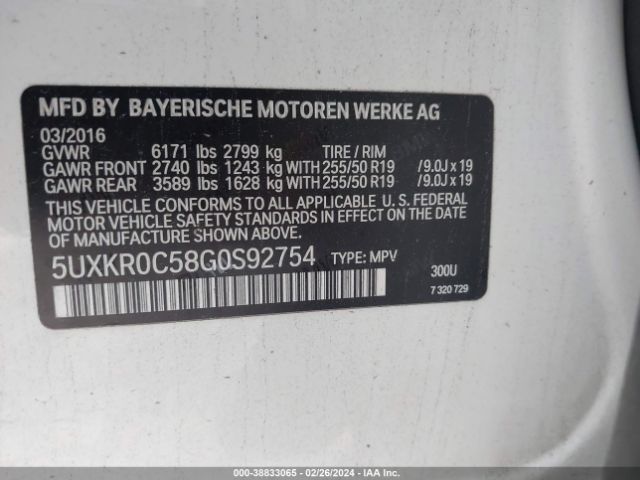 MFD BY BAYERISCHE MOTOREN WERKE AG
03/2016
GVWR 6171 lbs 2799 kg TIRE / RIM
GAWR FRONT 2740 lbs 1243 kg WITH 255/50 R19 /9.0J x 19
GAWR REAR 3589 lbs 1628 kg WITH 255/50 R19 /9.0J x 19
THIS VEHICLE CONFORMS TO ALL APPLICABLE U. S. FEDERAL
MOTOR VEHICLE SAFETY STANDARDS IN EFFECT ON THE DATE
OF MANUFACTURE SHOWN ABOVE.
5UXKR0C58G0S92754 TYPE: MPV 300U
7 320 729
000-38833065 - 02/26/2024 - IAA Inc.